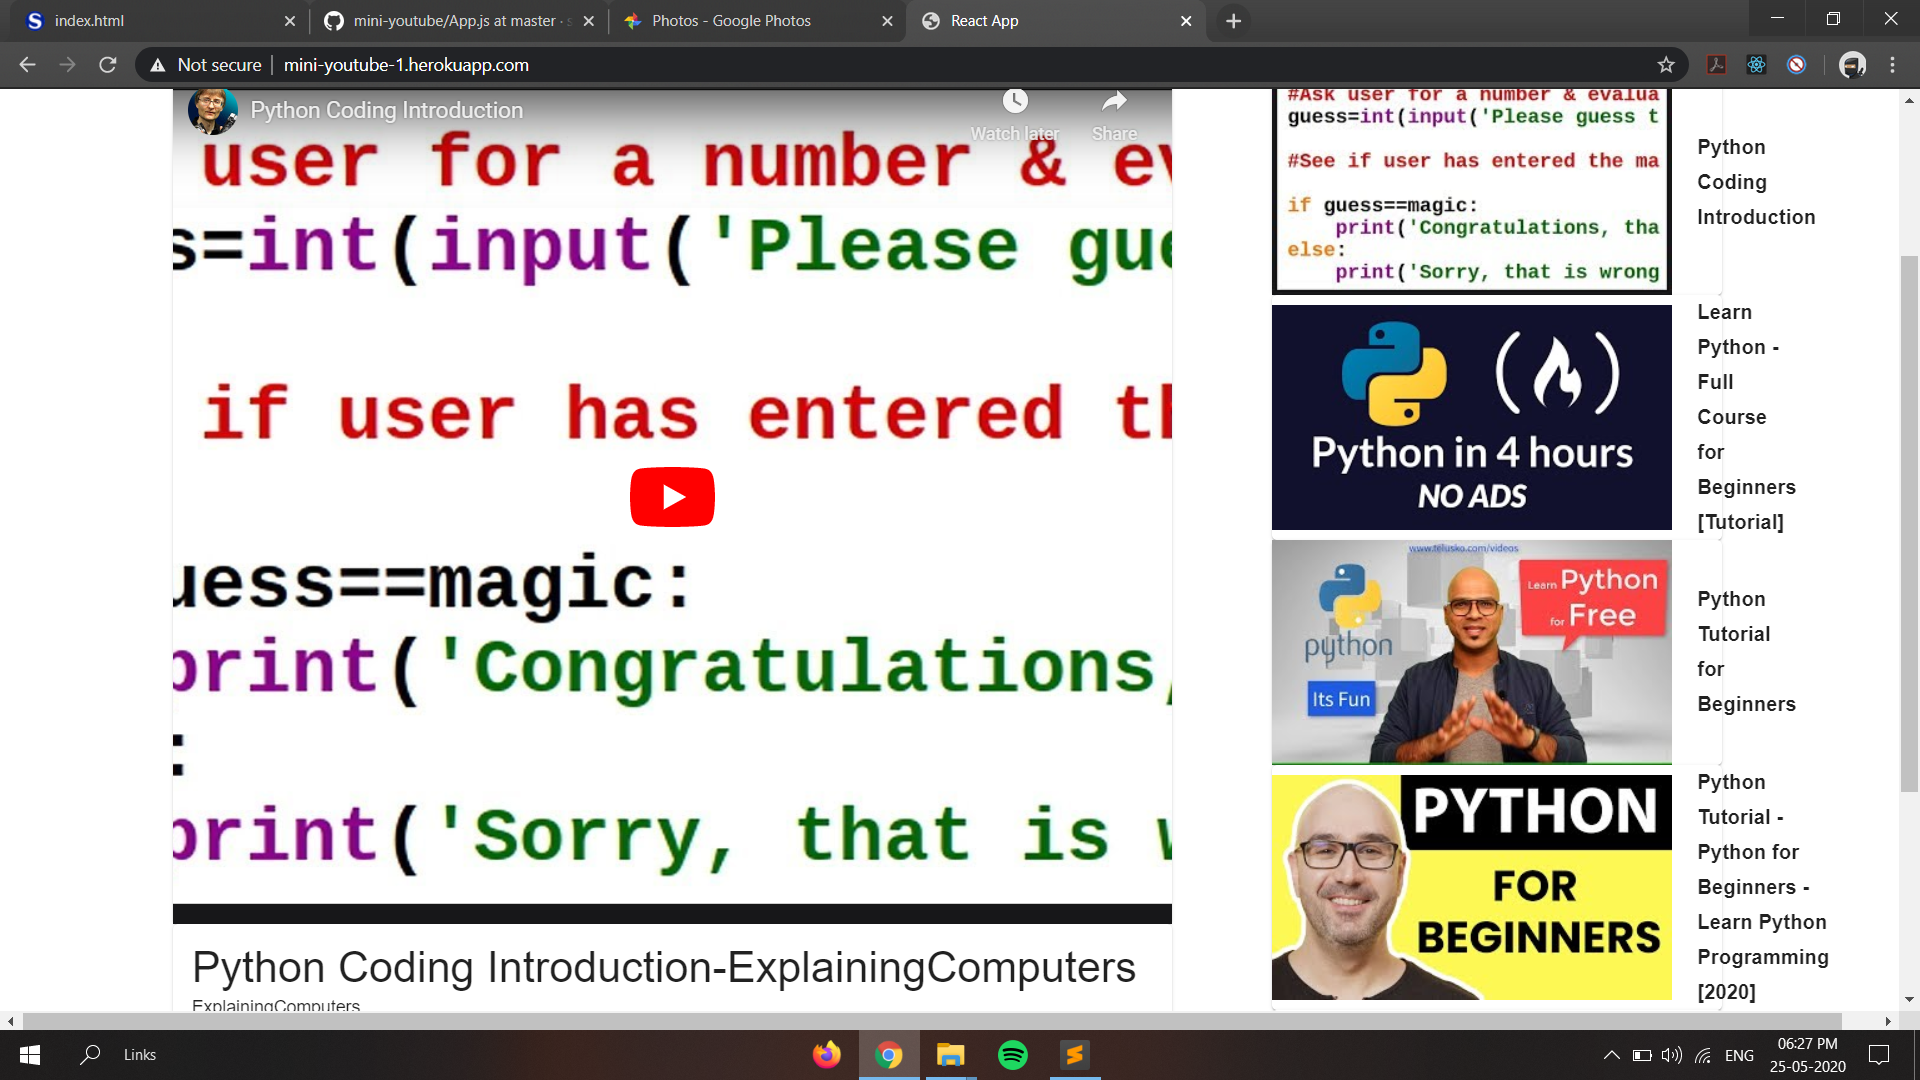 index.html
mini-youtube/App.js at master · s
Photos - Google Photos
React App
Not secure
mini-youtube-1.herokuapp.com
Python Coding Introduction
Watch later
Share
user for a number & ev
s=int(input('Please gue
if user has entered th
uess==magic:
print('Congratulations,
:
print('Sorry, that is w
Python Coding Introduction-ExplainingComputers
ExplainingComputers
#Ask user for a number & evalua
guess=int(input('Please guess t
#See if user has entered the ma
if guess==magic:
print('Congratulations, tha
else:
print('Sorry, that is wrong
Python
Coding
Introduction
Python in 4 hours
NO ADS
Learn
Python -
Full
Course
for
Beginners
[Tutorial]
www.telusko.com/videos
Learn Python
for Free
python
Its Fun
Python
Tutorial
for
Beginners
PYTHON
FOR
BEGINNERS
Python
Tutorial -
Python for
Beginners -
Learn Python
Programming
[2020]
Links
ENG
06:27 PM
25-05-2020